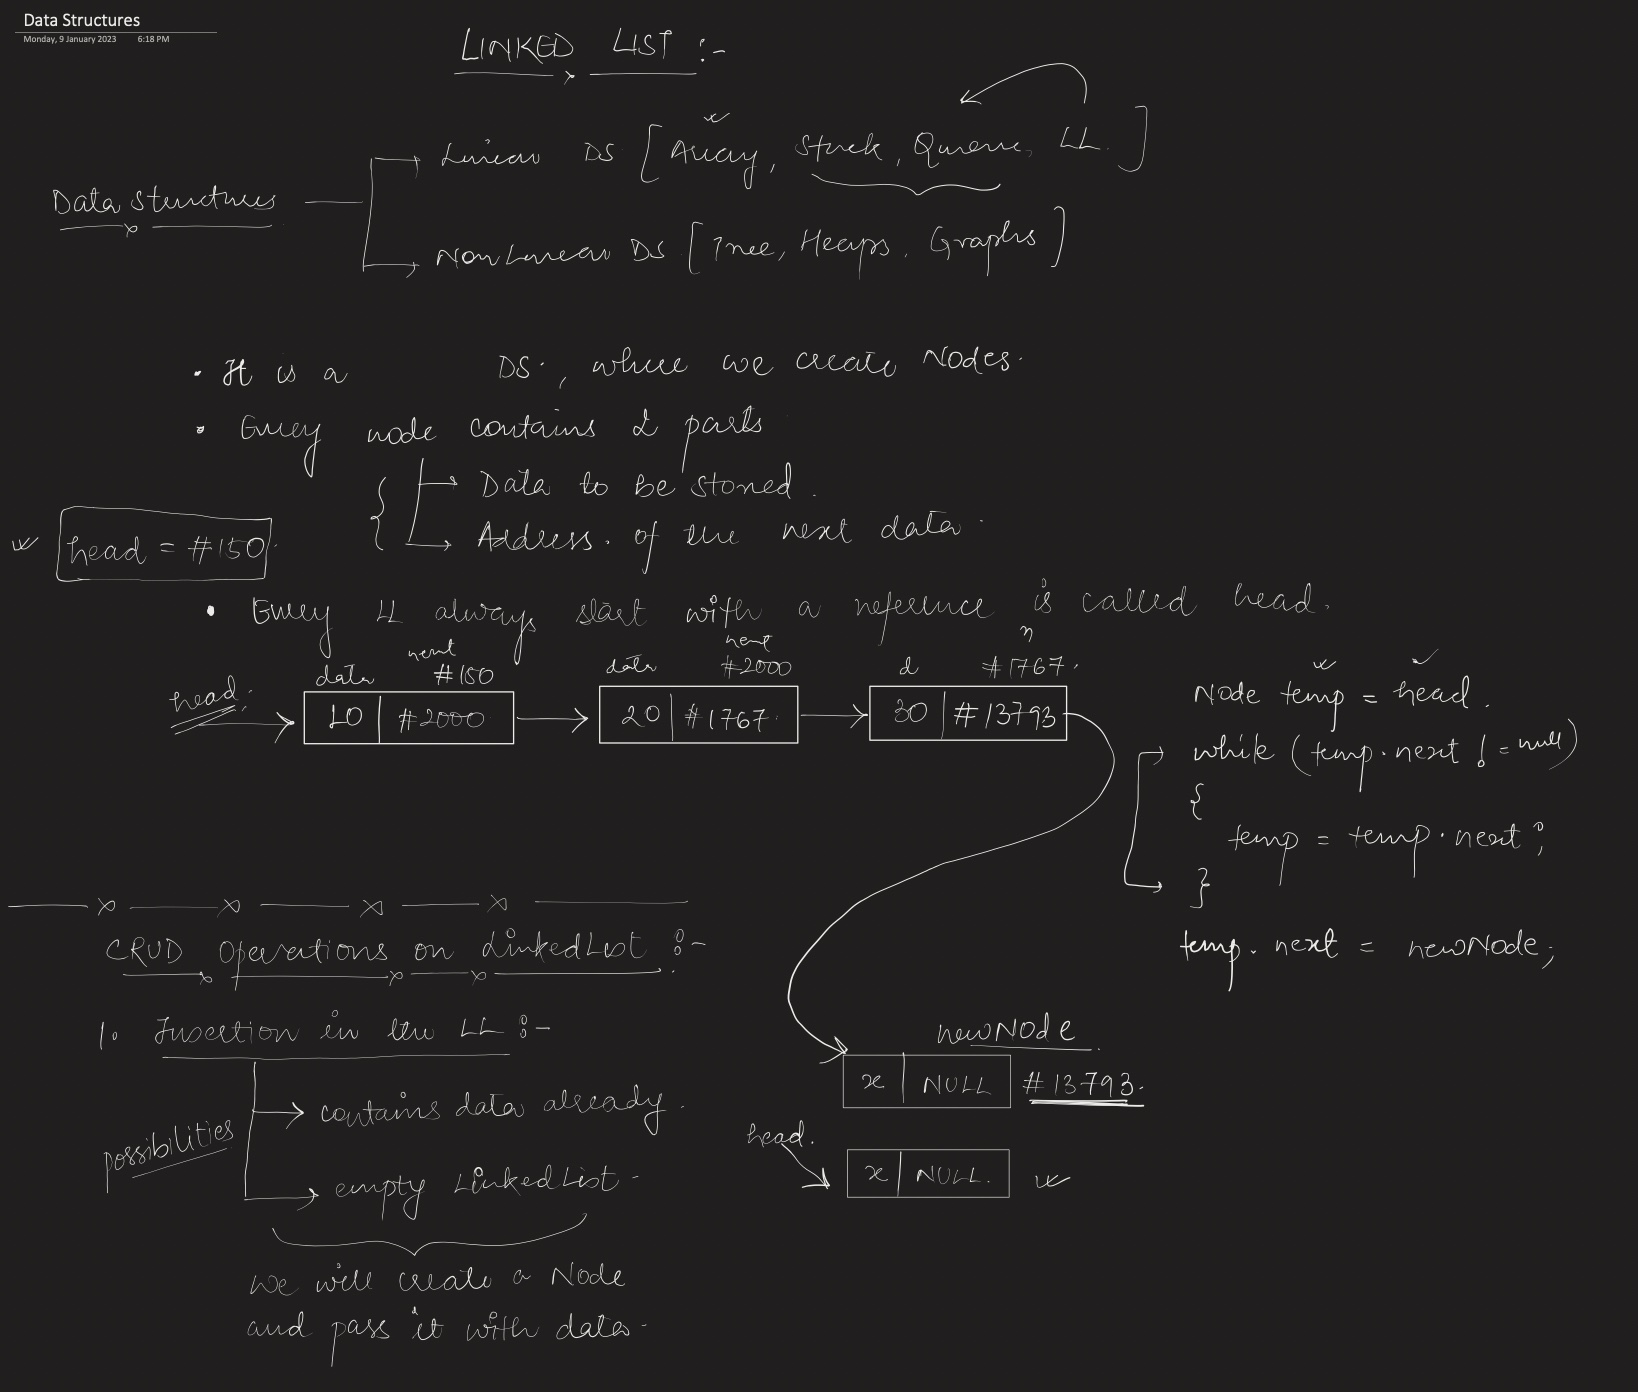 Data Structures
Monday, 9 January 2023 6:18 PM
LINKED LIST :-
Linear DS [Array, Stack, Queue, LL.]
Data Structures
Non Linear DS [Tree, Heaps, Graphs]
• It is a DS., where we create Nodes.
• Every node contains 2 parts
Data to be stored.
Address. of the next data.
head = #150
• Every LL always start with a reference is called head.
data next #150
data next #2000
d n #1767.
head:
10 | #2000
20 | #1767.
30 | #13793
Node temp = head.
while (temp.next != null)
{
temp = temp.next;
}
temp.next = newNode;
CRUD Operations on LinkedList :-
1. Insertion in the LL :-
possibilities
contains data already.
empty LinkedList -
we will create a Node
and pass it with data.
newNode
x | NULL #13793.
head.
x | NULL.